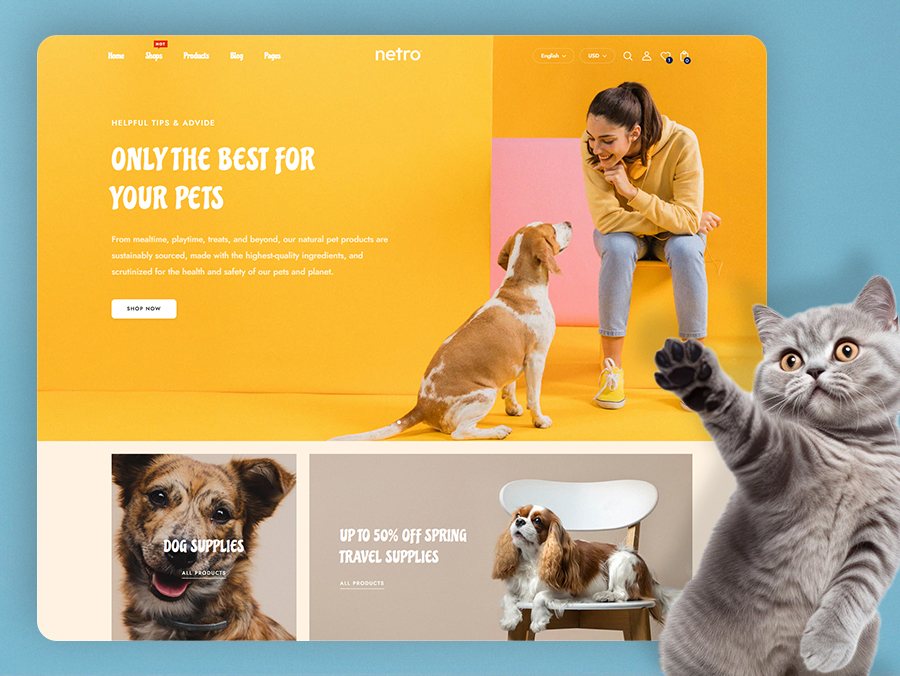 HOT
Home Shops Products Blog Pages
netro
English USD
1 0
HELPFUL TIPS & ADVIDE
ONLY THE BEST FOR
YOUR PETS
From mealtime, playtime, treats, and beyond, our natural pet products are
sustainably sourced, made with the highest-quality ingredients, and
scrutinized for the health and safety of our pets and planet.
SHOP NOW
DOG SUPPLIES
ALL PRODUCTS
UP TO 50% OFF SPRING
TRAVEL SUPPLIES
ALL PRODUCTS